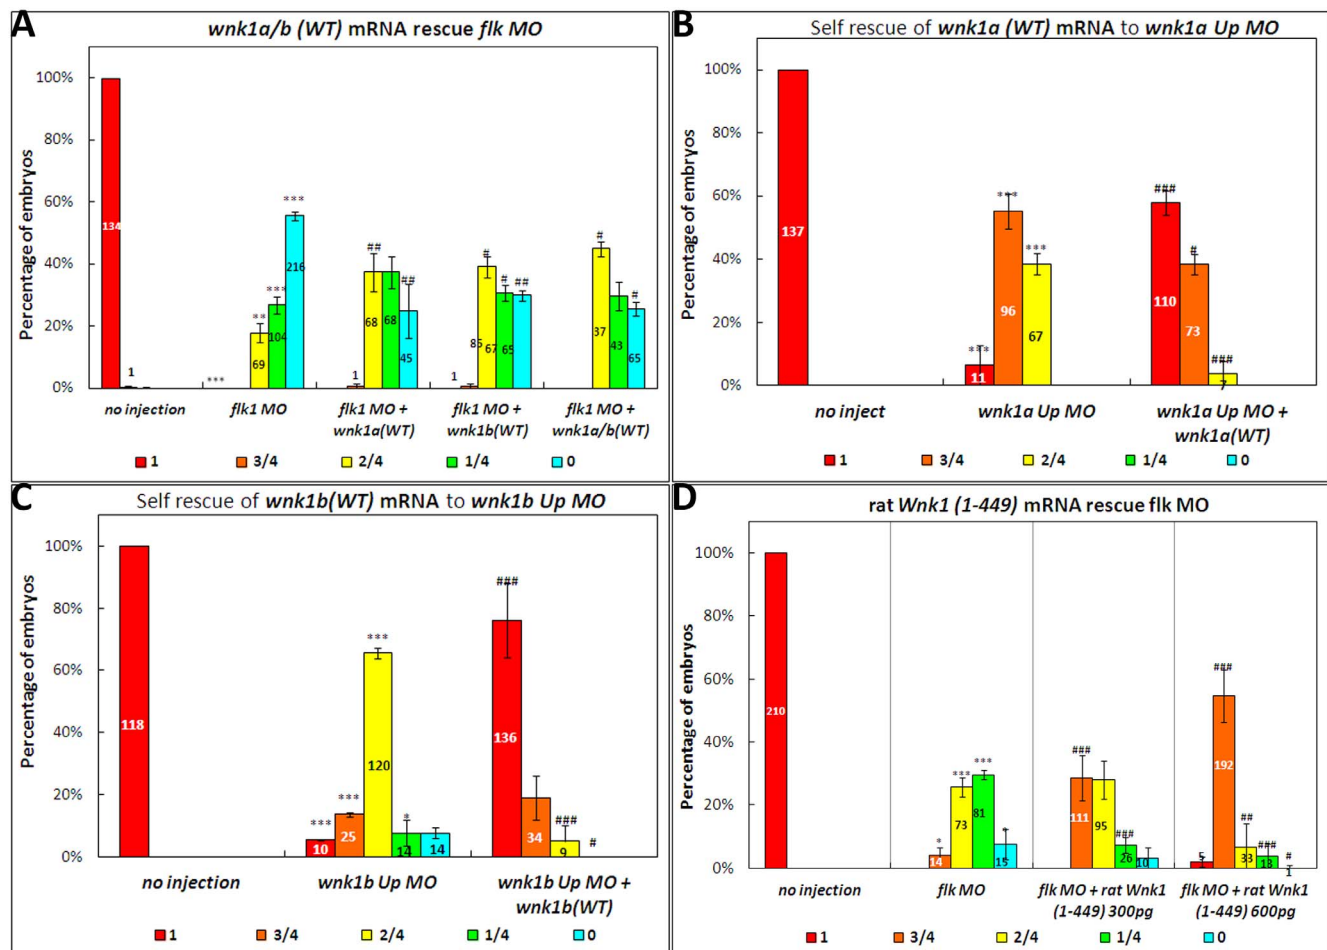 A
wnk1a/b (WT) mRNA rescue flk MO
Percentage of embryos
100%
80%
60%
40%
20%
0%
134
1
***
** *** ***
69 104 216
## ##
1 68 68 45
# # ##
1 85 67 65
# #
37 43 65
no injection
flk1 MO
flk1 MO +
wnk1a(WT)
flk1 MO +
wnk1b(WT)
flk1 MO +
wnk1a/b(WT)
1 3/4 2/4 1/4 0
B
Self rescue of wnk1a (WT) mRNA to wnk1a Up MO
Percentage of embryos
100%
80%
60%
40%
20%
0%
137
*** *** ***
11 96 67
### # ###
110 73 7
no inject
wnk1a Up MO
wnk1a Up MO +
wnk1a(WT)
1 3/4 2/4 1/4 0
C
Self rescue of wnk1b(WT) mRNA to wnk1b Up MO
Percentage of embryos
100%
80%
60%
40%
20%
0%
118
*** *** *** *
10 25 120 14 14
### ### #
136 34 9
no injection
wnk1b Up MO
wnk1b Up MO +
wnk1b(WT)
1 3/4 2/4 1/4 0
D
rat Wnk1 (1-449) mRNA rescue flk MO
Percentage of embryos
100%
80%
60%
40%
20%
0%
210
* *** *** *
14 73 81 15
### ###
111 95 26 10
### ## ### #
5 192 33 13 1
no injection
flk MO
flk MO + rat Wnk1
(1-449) 300pg
flk MO + rat Wnk1
(1-449) 600pg
1 3/4 2/4 1/4 0